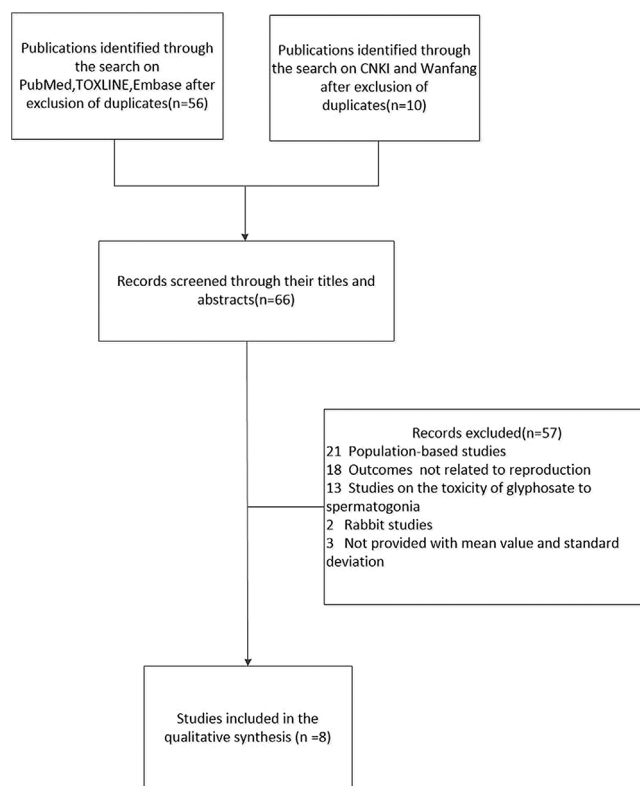 Publications identified through
the search on
PubMed,TOXLINE,Embase after
exclusion of duplicates(n=56)
Publications identified through
the search on CNKI and Wanfang
after exclusion of
duplicates(n=10)
Records screened through their titles and
abstracts(n=66)
Records excluded(n=57)
21 Population-based studies
18 Outcomes not related to reproduction
13 Studies on the toxicity of glyphosate to
spermatogonia
2 Rabbit studies
3 Not provided with mean value and standard
deviation
Studies included in the
qualitative synthesis (n =8)